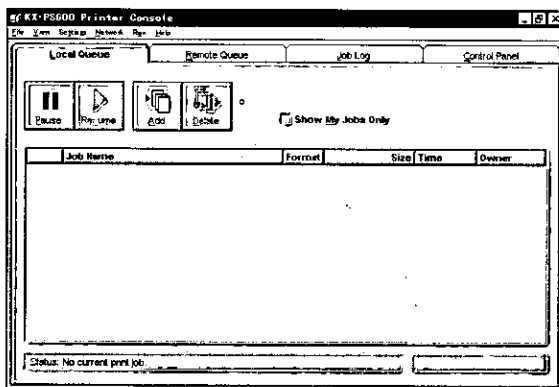 KX-PS600 Printer Console
File View Settings Network Run Help
Local Queue Remote Queue Job Log Control Panel
Pause Resume Add Delete Show My Jobs Only
Job Name Format Size Time Owner
Status: No current print job.